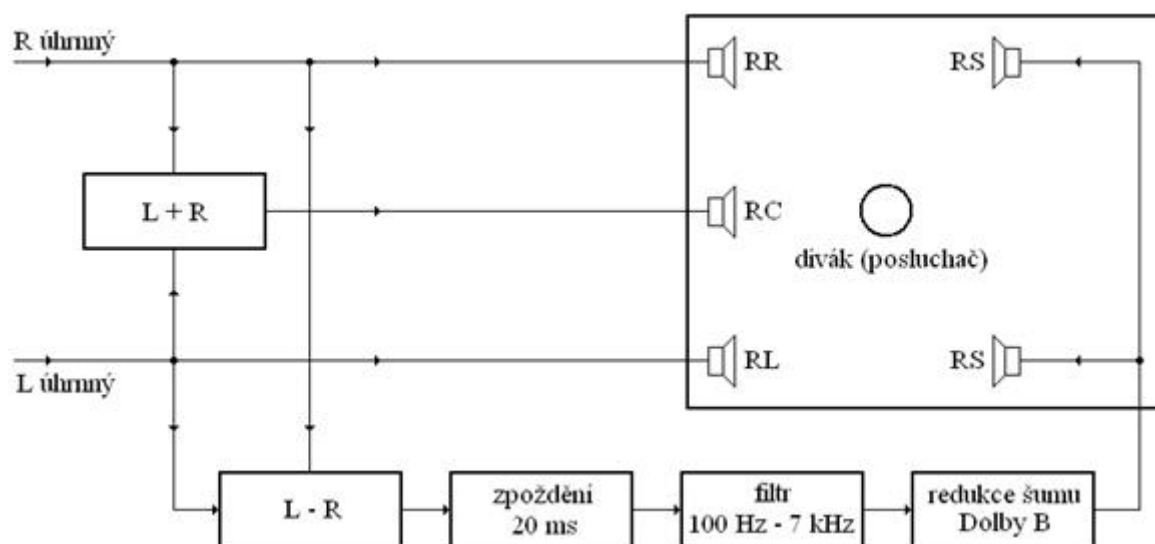 R úhrnný
RR
RS
L + R
RC
divák (posluchač)
RL
RS
L úhrnný
L - R
zpoždění
20 ms
filtr
100 Hz - 7 kHz
redukce šumu
Dolby B